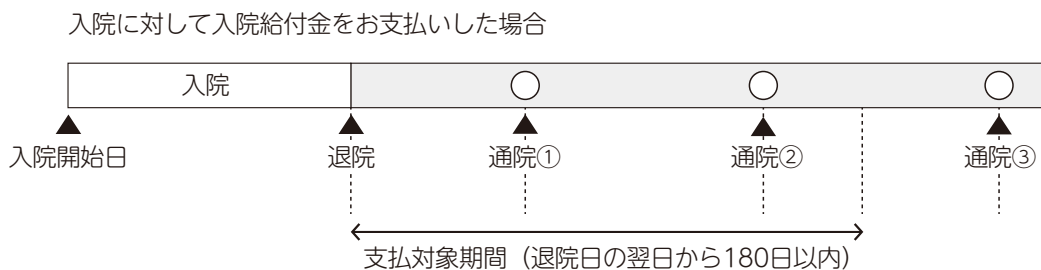 入院に対して入院給付金をお支払いした場合
入院
入院開始日
退院
通院①
通院②
通院③
支払対象期間（退院日の翌日から180日以内）